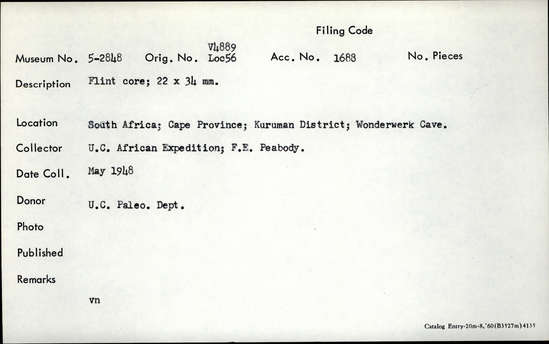 Filing Code
V4889
Museum No. 5-2848 Orig. No. Loc56 Acc. No. 1688 No. Pieces
Description Flint core; 22 x 34 mm.
Location South Africa; Cape Province; Kuruman District; Wonderwerk Cave.
Collector U.C. African Expedition; F.E. Peabody.
Date Coll. May 1948
Donor U.C. Paleo. Dept.
Photo
Published
Remarks
vn
Catalog Entry-20m-8,'60(B3927m)4135